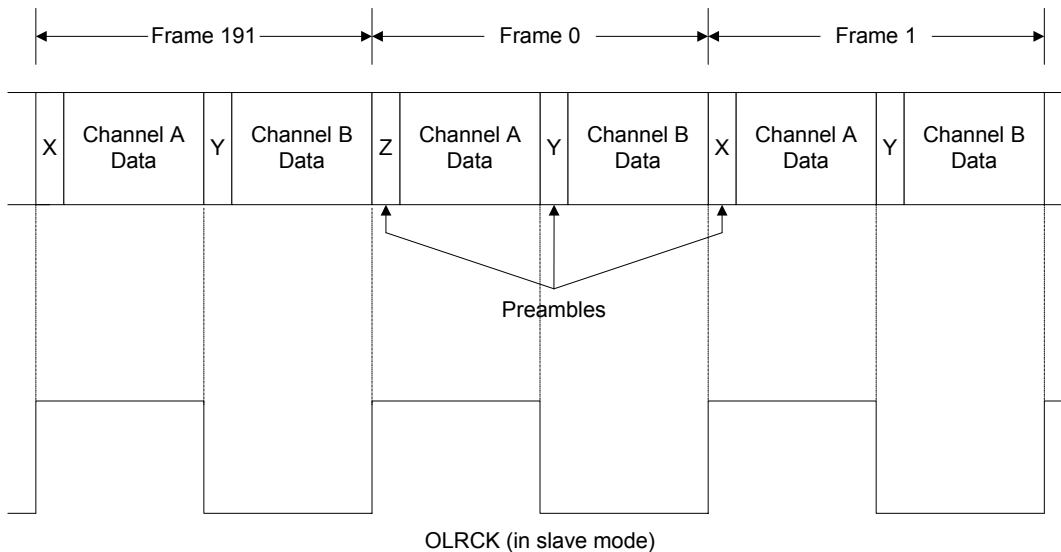 Frame 191
Frame 0
Frame 1
X
Channel A
Data
Y
Channel B
Data
Z
Channel A
Data
Y
Channel B
Data
X
Channel A
Data
Y
Channel B
Data
Preambles
OLRCK (in slave mode)